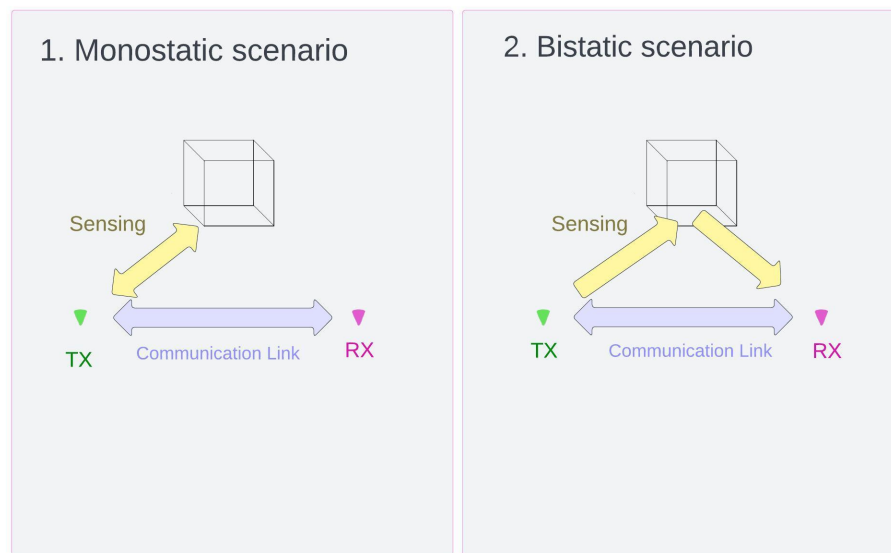 1. Monostatic scenario
Sensing
TX
Communication Link
RX
2. Bistatic scenario
Sensing
TX
Communication Link
RX